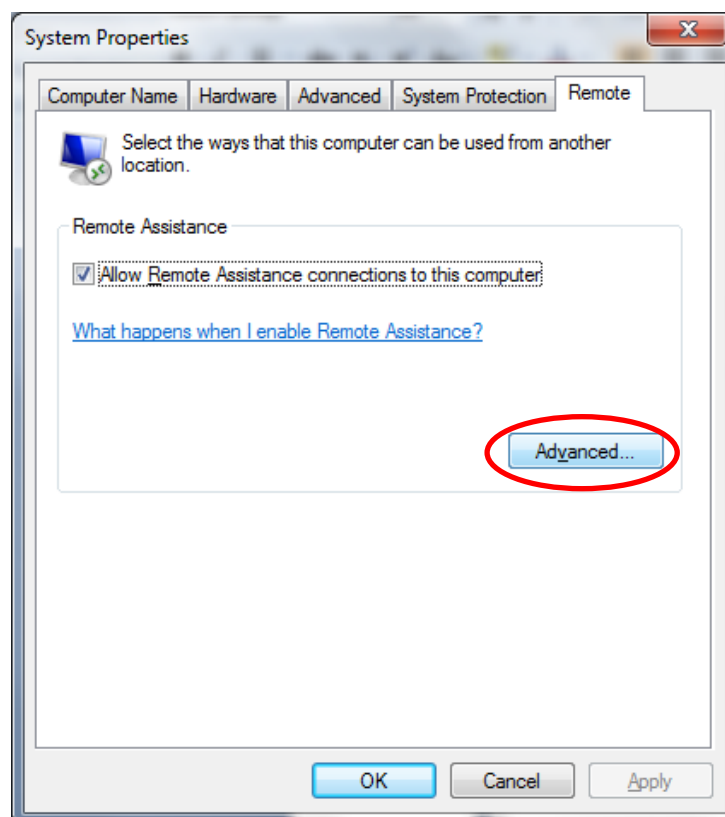 System Properties
Computer Name Hardware Advanced System Protection Remote
Select the ways that this computer can be used from another
location.
Remote Assistance
Allow Remote Assistance connections to this computer
What happens when I enable Remote Assistance?
Advanced...
OK Cancel Apply